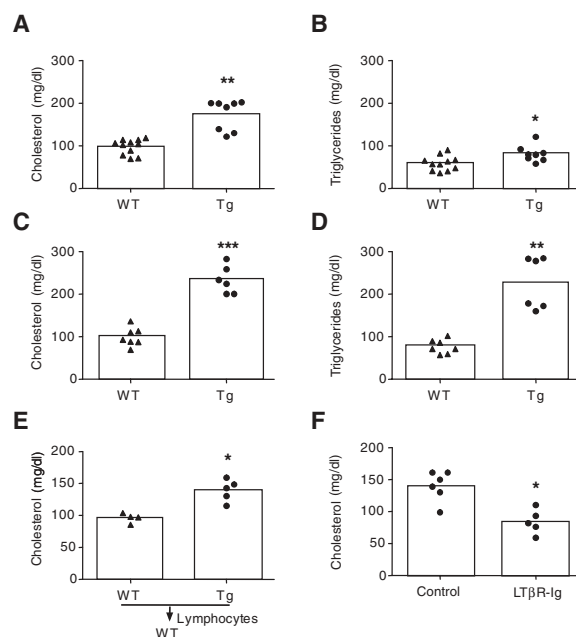 A
Cholesterol (mg/dl)
300
200
100
0
**
WT
Tg
B
Triglycerides (mg/dl)
300
200
100
0
*
WT
Tg
C
Cholesterol (mg/dl)
300
200
100
0
***
WT
Tg
D
Triglycerides (mg/dl)
300
200
100
0
**
WT
Tg
E
Cholesterol (mg/dl)
200
150
100
50
0
*
WT
Tg
Lymphocytes
WT
F
Cholesterol (mg/dl)
200
150
100
50
0
*
Control
LTβR-Ig